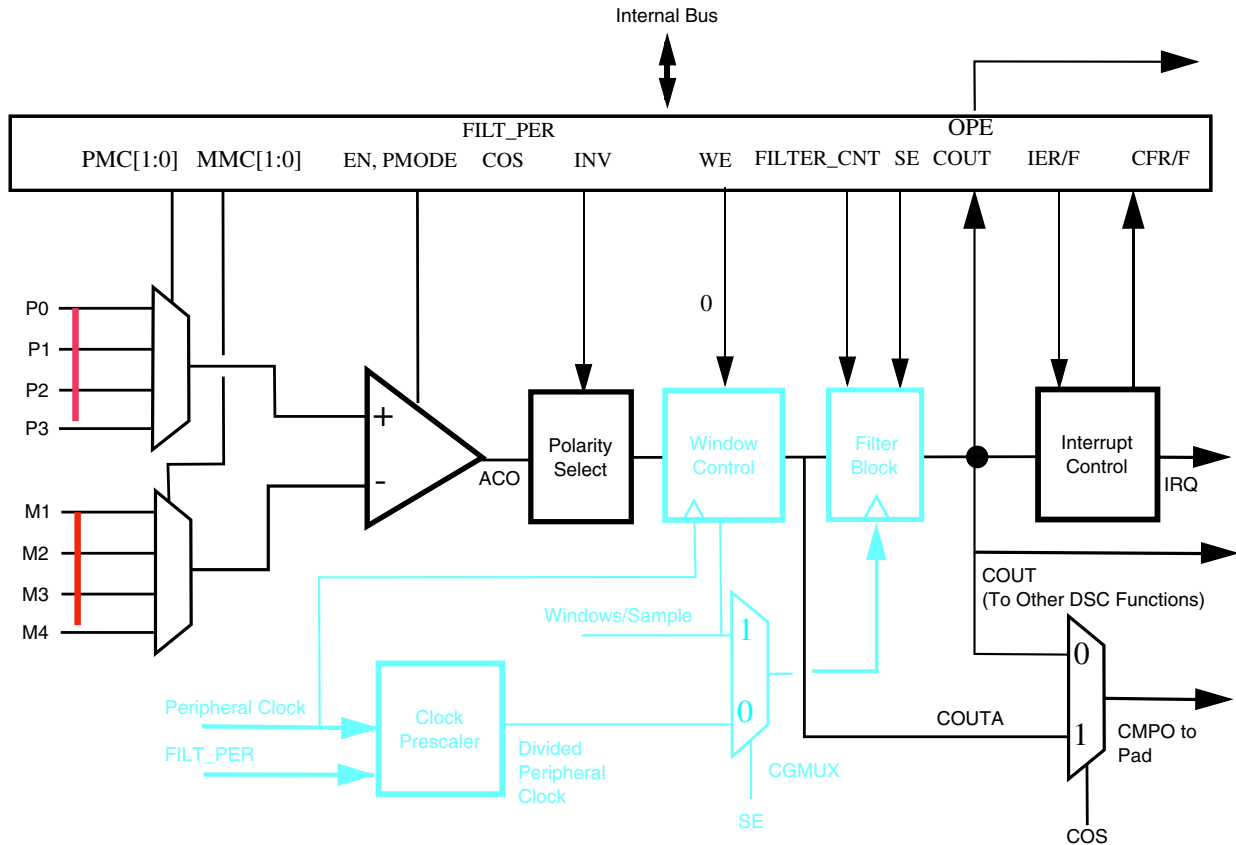 Internal Bus
FILT_PER
OPE
PMC[1:0]
MMC[1:0]
EN, PMODE
COS
INV
WE
FILTER_CNT
SE
COUT
IER/F
CFR/F
P0
P1
P2
P3
0
+
-
ACO
Polarity
Select
Window
Control
Filter
Block
Interrupt
Control
IRQ
M1
M2
M3
M4
COUT
(To Other DSC Functions)
Windows/Sample
1
0
Peripheral Clock
FILT_PER
Clock
Prescaler
Divided
Peripheral
Clock
CGMUX
SE
COUTA
0
1
CMPO to
Pad
COS